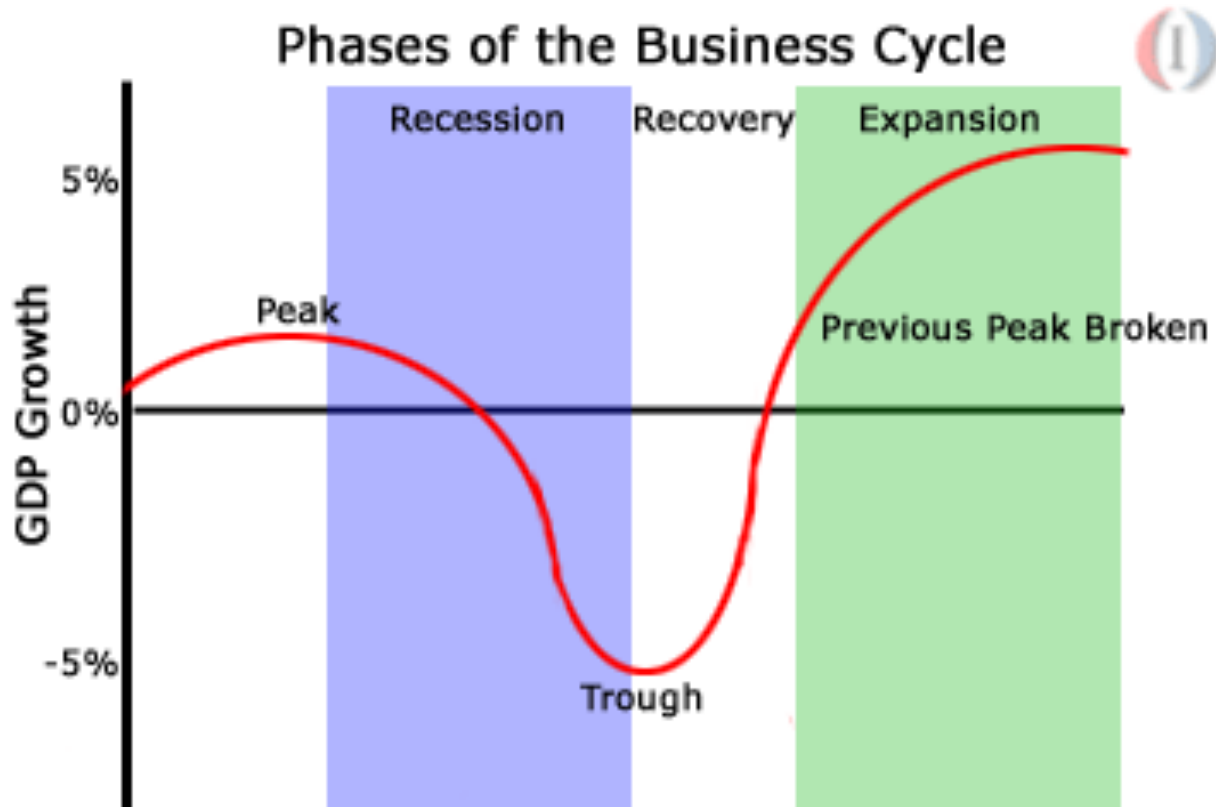 Phases of the Business Cycle
(I)
Recession Recovery Expansion
5%
Peak
Previous Peak Broken
GDP Growth
0%
-5%
Trough